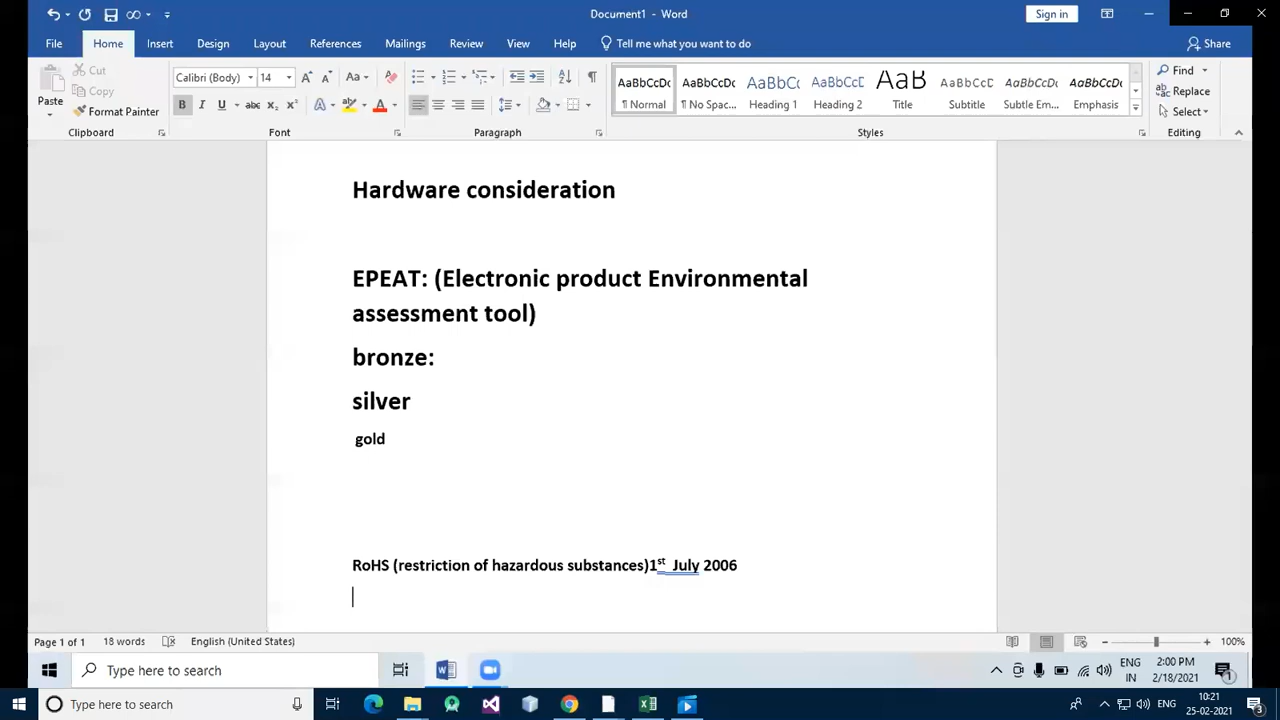 Document1 - Word
Sign in
File Home Insert Design Layout References Mailings Review View Help Tell me what you want to do Share
Paste
Cut
Copy
Format Painter
Clipboard
Calibri (Body) 14
Font
Paragraph
AaBbCcDc AaBbCcDc AaBbCc AaBbCcD AaB AaBbCcD AaBbCcDc AaBbCcDc
¶ Normal ¶ No Spac... Heading 1 Heading 2 Title Subtitle Subtle Em... Emphasis
Styles
Find
Replace
Select
Editing
Hardware consideration
EPEAT: (Electronic product Environmental
assessment tool)
bronze:
silver
gold
RoHS (restriction of hazardous substances)1st July 2006
Page 1 of 1 18 words English (United States) 100%
Type here to search
ENG
IN
2:00 PM
2/18/2021
1
Type here to search
ENG
10:21
25-02-2021
3